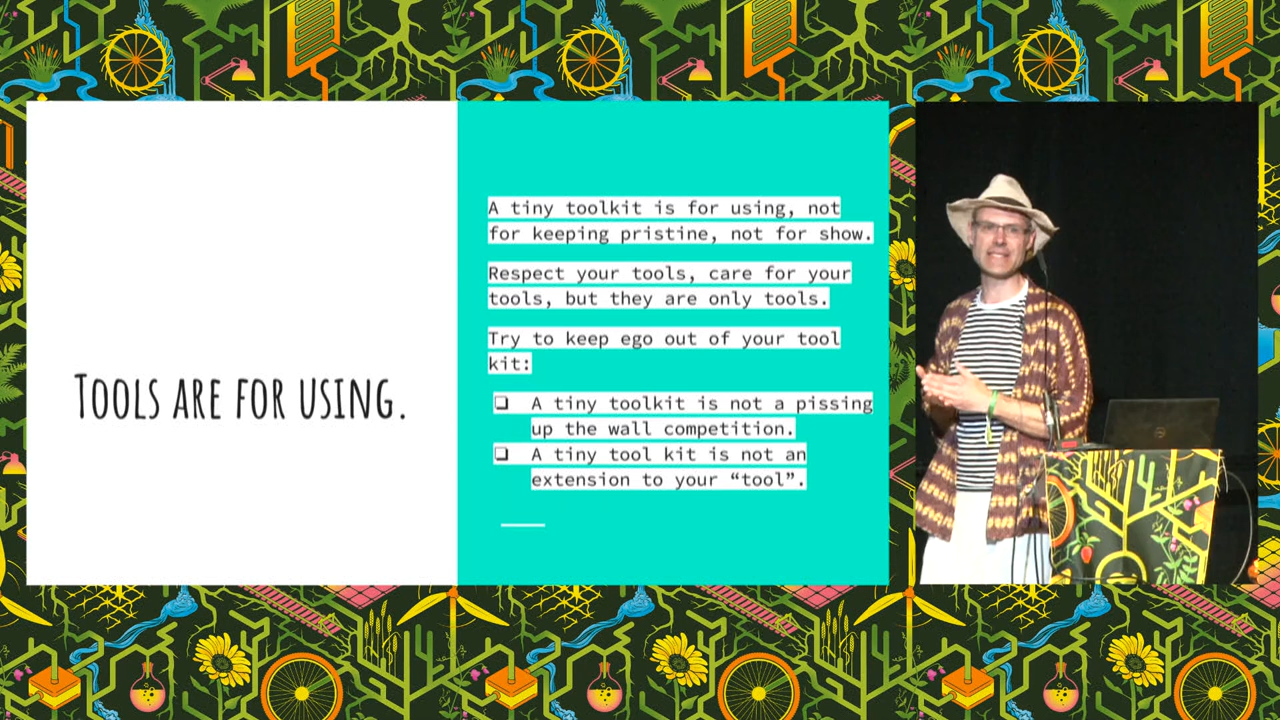 TOOLS ARE FOR USING.
A tiny toolkit is for using, not
for keeping pristine, not for show.
Respect your tools, care for your
tools, but they are only tools.
Try to keep ego out of your tool
kit:
❏ A tiny toolkit is not a pissing
up the wall competition.
❏ A tiny tool kit is not an
extension to your “tool”.